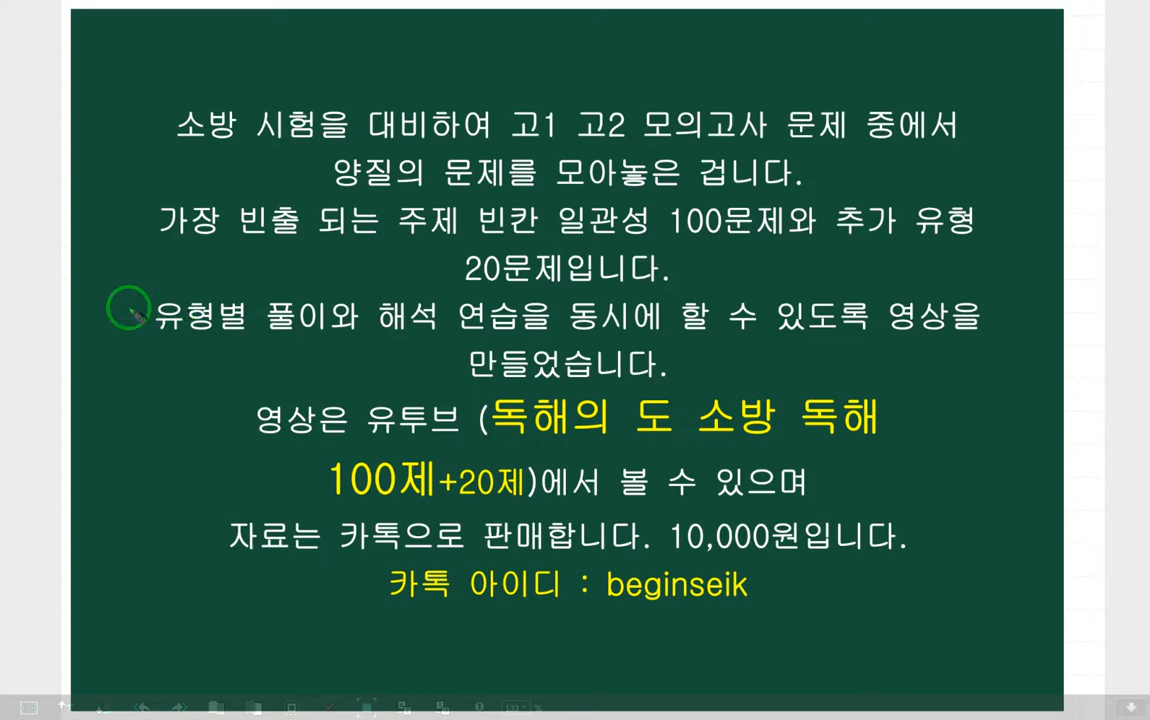 소방 시험을 대비하여 고1 고2 모의고사 문제 중에서
양질의 문제를 모아놓은 겁니다.
가장 빈출 되는 주제 빈칸 일관성 100문제와 추가 유형
20문제입니다.
유형별 풀이와 해석 연습을 동시에 할 수 있도록 영상을
만들었습니다.
영상은 유투브 (독해의 도 소방 독해
100제+20제)에서 볼 수 있으며
자료는 카톡으로 판매합니다. 10,000원입니다.
카톡 아이디 : beginseik
133 %